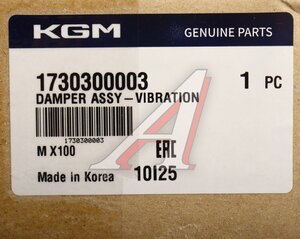 KGM GENUINE PARTS
1730300003 1 PC
DAMPER ASSY-VIBRATION
1730300003
M X100 EAC
Made in Korea 10I25